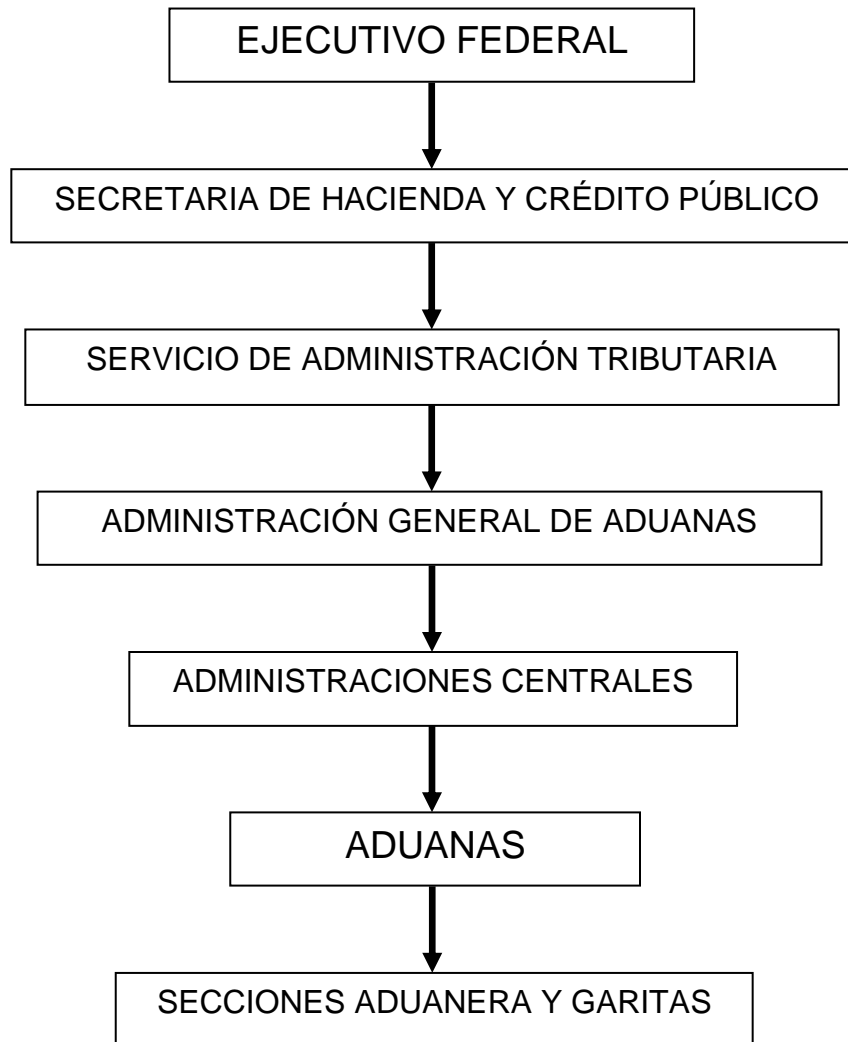 EJECUTIVO FEDERAL
SECRETARIA DE HACIENDA Y CRÉDITO PÚBLICO
SERVICIO DE ADMINISTRACIÓN TRIBUTARIA
ADMINISTRACIÓN GENERAL DE ADUANAS
ADMINISTRACIONES CENTRALES
ADUANAS
SECCIONES ADUANERA Y GARITAS